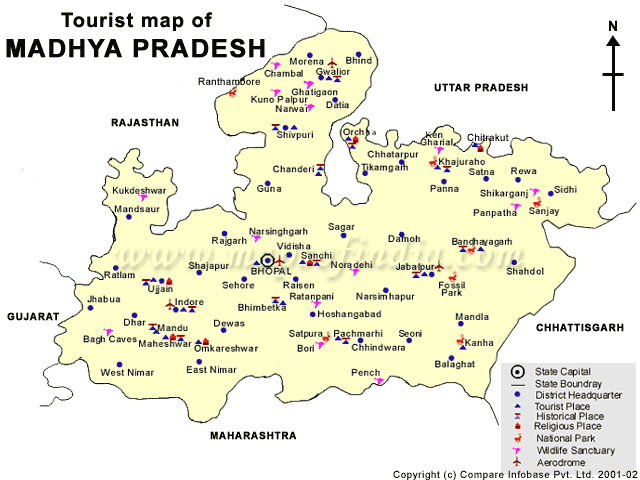 Tourist map of
MADHYA PRADESH
N
Morena
Bhind
Chambal
Gwalior
Ranthambore
Ghatigaon
Kuno Palpur
Datia
Narwar
UTTAR PRADESH
RAJASTHAN
Shivpuri
Orchha
Ken
Gharial
Chitrakut
Chhatarpur
Khajuraho
Chanderi
Tikamgarh
Satna
Rewa
Guna
Panna
Shikarganj
Sidhi
Kukdeshwar
Mandsaur
Panpatha
Sanjay
Narsinghgarh
Sagar
Rajgarh
Damoh
Bandhavagarh
Vidisha
www.mapsofindia.com
Sanchi
BHOPAL
Noradehi
Jabalpur
Shahdol
Ratlam
Shajapur
Sehore
Raisen
Fossil
Park
Ujjain
Ratanpani
Narsimhapur
Jhabua
Indore
Bhimbetka
Hoshangabad
GUJARAT
Dhar
Mandu
Dewas
Mandla
CHHATTISGARH
Bagh Caves
Maheshwar
Omkareshwar
Satpura
Pachmarhi
Seoni
Kanha
Bori
Chhindwara
West Nimar
East Nimar
Balaghat
Pench
MAHARASHTRA
State Capital
State Boundray
District Headquarter
Tourist Place
Historical Place
Religious Place
National Park
Wildlife Sanctuary
Aerodrome
Copyright (c) Compare Infobase Pvt. Ltd. 2001-02